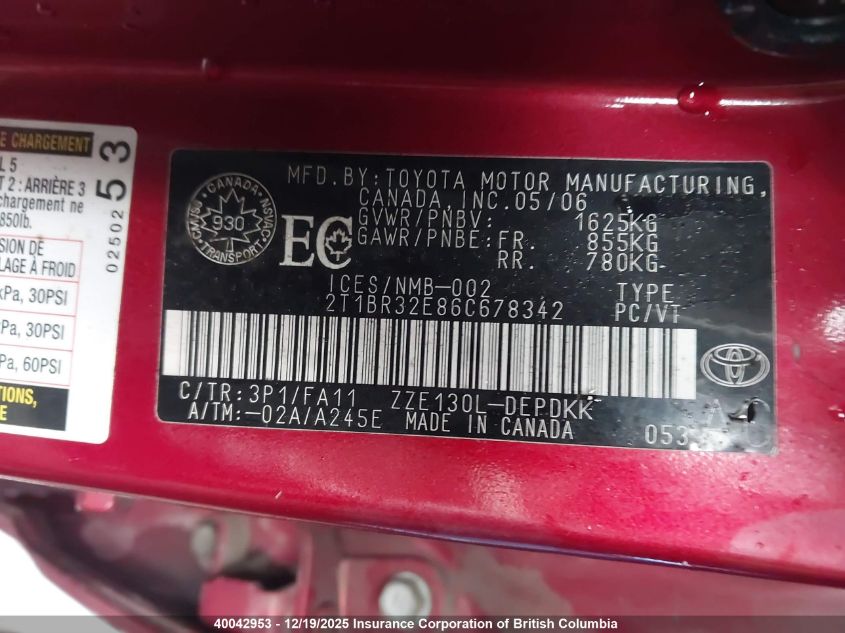 E CHARGEMENT
L 5
T 2 : ARRIÈRE 3
chargement ne
850lb.
SION DE
LAGE À FROID
kPa, 30PSI
Pa, 30PSI
Pa, 60PSI
02502
53
CANADA
930
TRANSPORT
EC
MFD. BY: TOYOTA MOTOR MANUFACTURING,
CANADA, INC. 05/06
GVWR/PNBV: 1625KG
GAWR/PNBE: FR. 855KG
RR. 780KG
ICES/NMB-002 TYPE
2T1BR32E86C678342 PC/VT
C/TR: 3P1/FA11 ZZE130L-DEPDKK
A/TM:-02A/A245E MADE IN CANADA 053
40042953 - 12/19/2025 Insurance Corporation of British Columbia